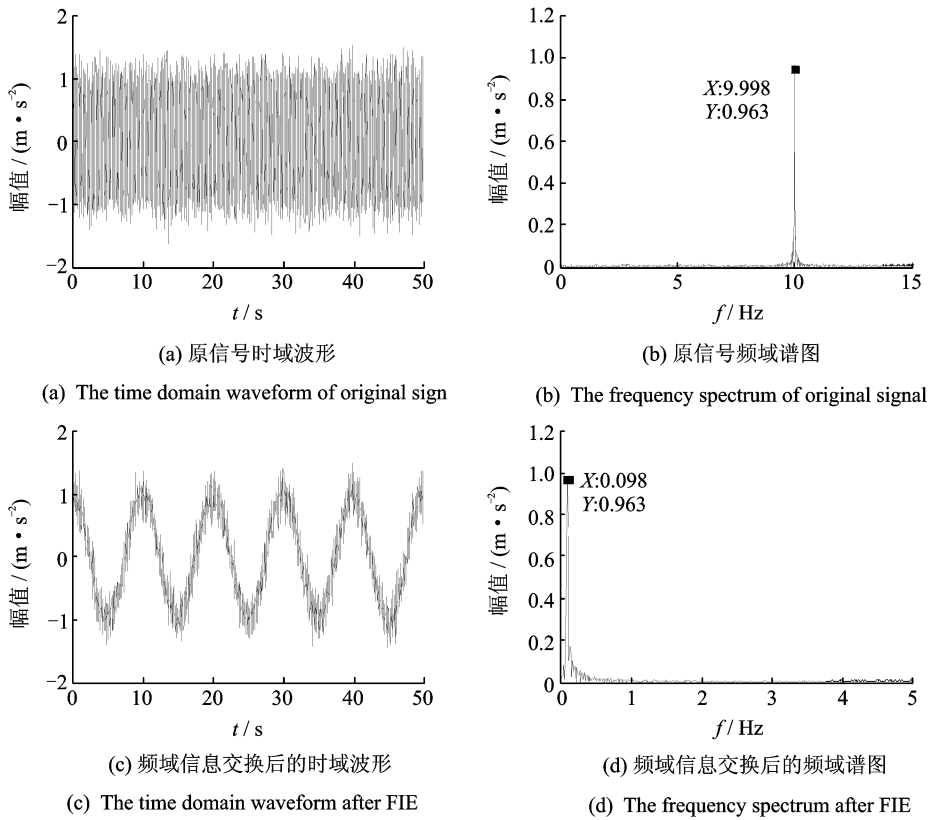 2
1
0
−1
−2
幅值 / (m·s⁻²)
0 10 20 30 40 50
t / s
(a) 原信号时域波形
(a) The time domain waveform of original sign
1.2
1.0
0.8
0.6
0.4
0.2
0
幅值 / (m·s⁻²)
X:9.998
Y:0.963
0 5 10 15
f / Hz
(b) 原信号频域谱图
(b) The frequency spectrum of original signal
2
1
0
−1
−2
幅值 / (m·s⁻²)
0 10 20 30 40 50
t / s
(c) 频域信息交换后的时域波形
(c) The time domain waveform after FIE
1.2
1.0
0.8
0.6
0.4
0.2
0
幅值 / (m·s⁻²)
X:0.098
Y:0.963
0 1 2 3 4 5
f / Hz
(d) 频域信息交换后的频域谱图
(d) The frequency spectrum after FIE